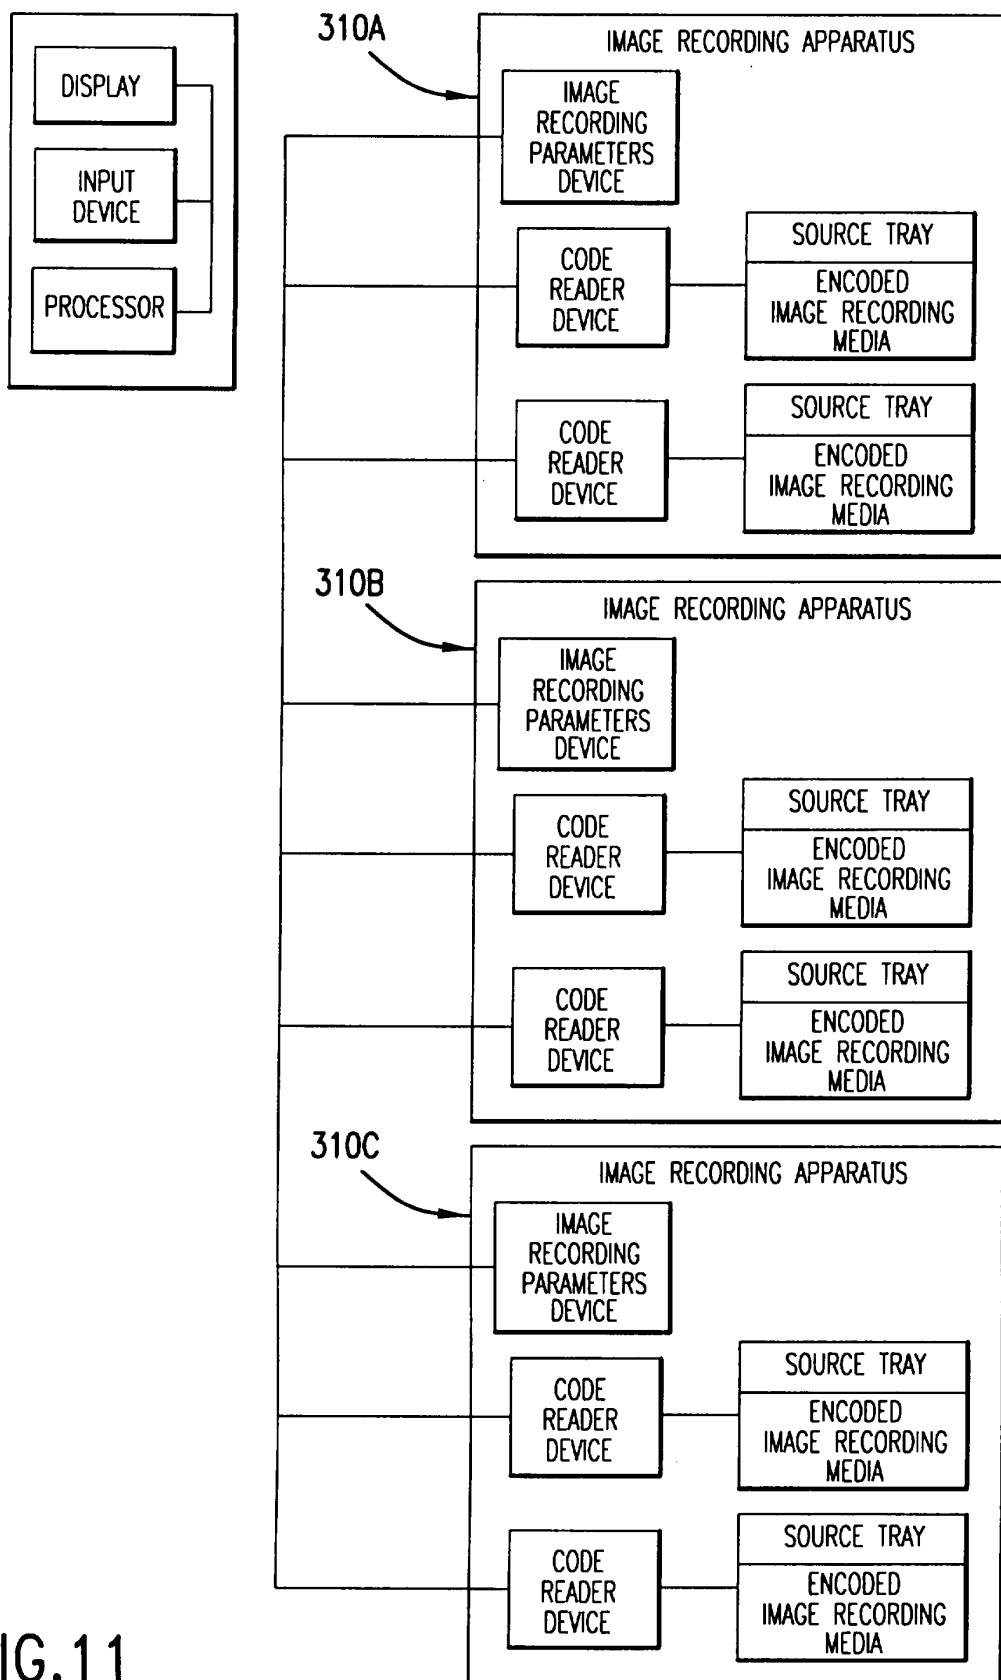 DISPLAY
INPUT
DEVICE
PROCESSOR
310A
IMAGE RECORDING APPARATUS
IMAGE
RECORDING
PARAMETERS
DEVICE
CODE
READER
DEVICE
SOURCE TRAY
ENCODED
IMAGE RECORDING
MEDIA
CODE
READER
DEVICE
SOURCE TRAY
ENCODED
IMAGE RECORDING
MEDIA
310B
IMAGE RECORDING APPARATUS
IMAGE
RECORDING
PARAMETERS
DEVICE
CODE
READER
DEVICE
SOURCE TRAY
ENCODED
IMAGE RECORDING
MEDIA
CODE
READER
DEVICE
SOURCE TRAY
ENCODED
IMAGE RECORDING
MEDIA
310C
IMAGE RECORDING APPARATUS
IMAGE
RECORDING
PARAMETERS
DEVICE
CODE
READER
DEVICE
SOURCE TRAY
ENCODED
IMAGE RECORDING
MEDIA
CODE
READER
DEVICE
SOURCE TRAY
ENCODED
IMAGE RECORDING
MEDIA
IG.11